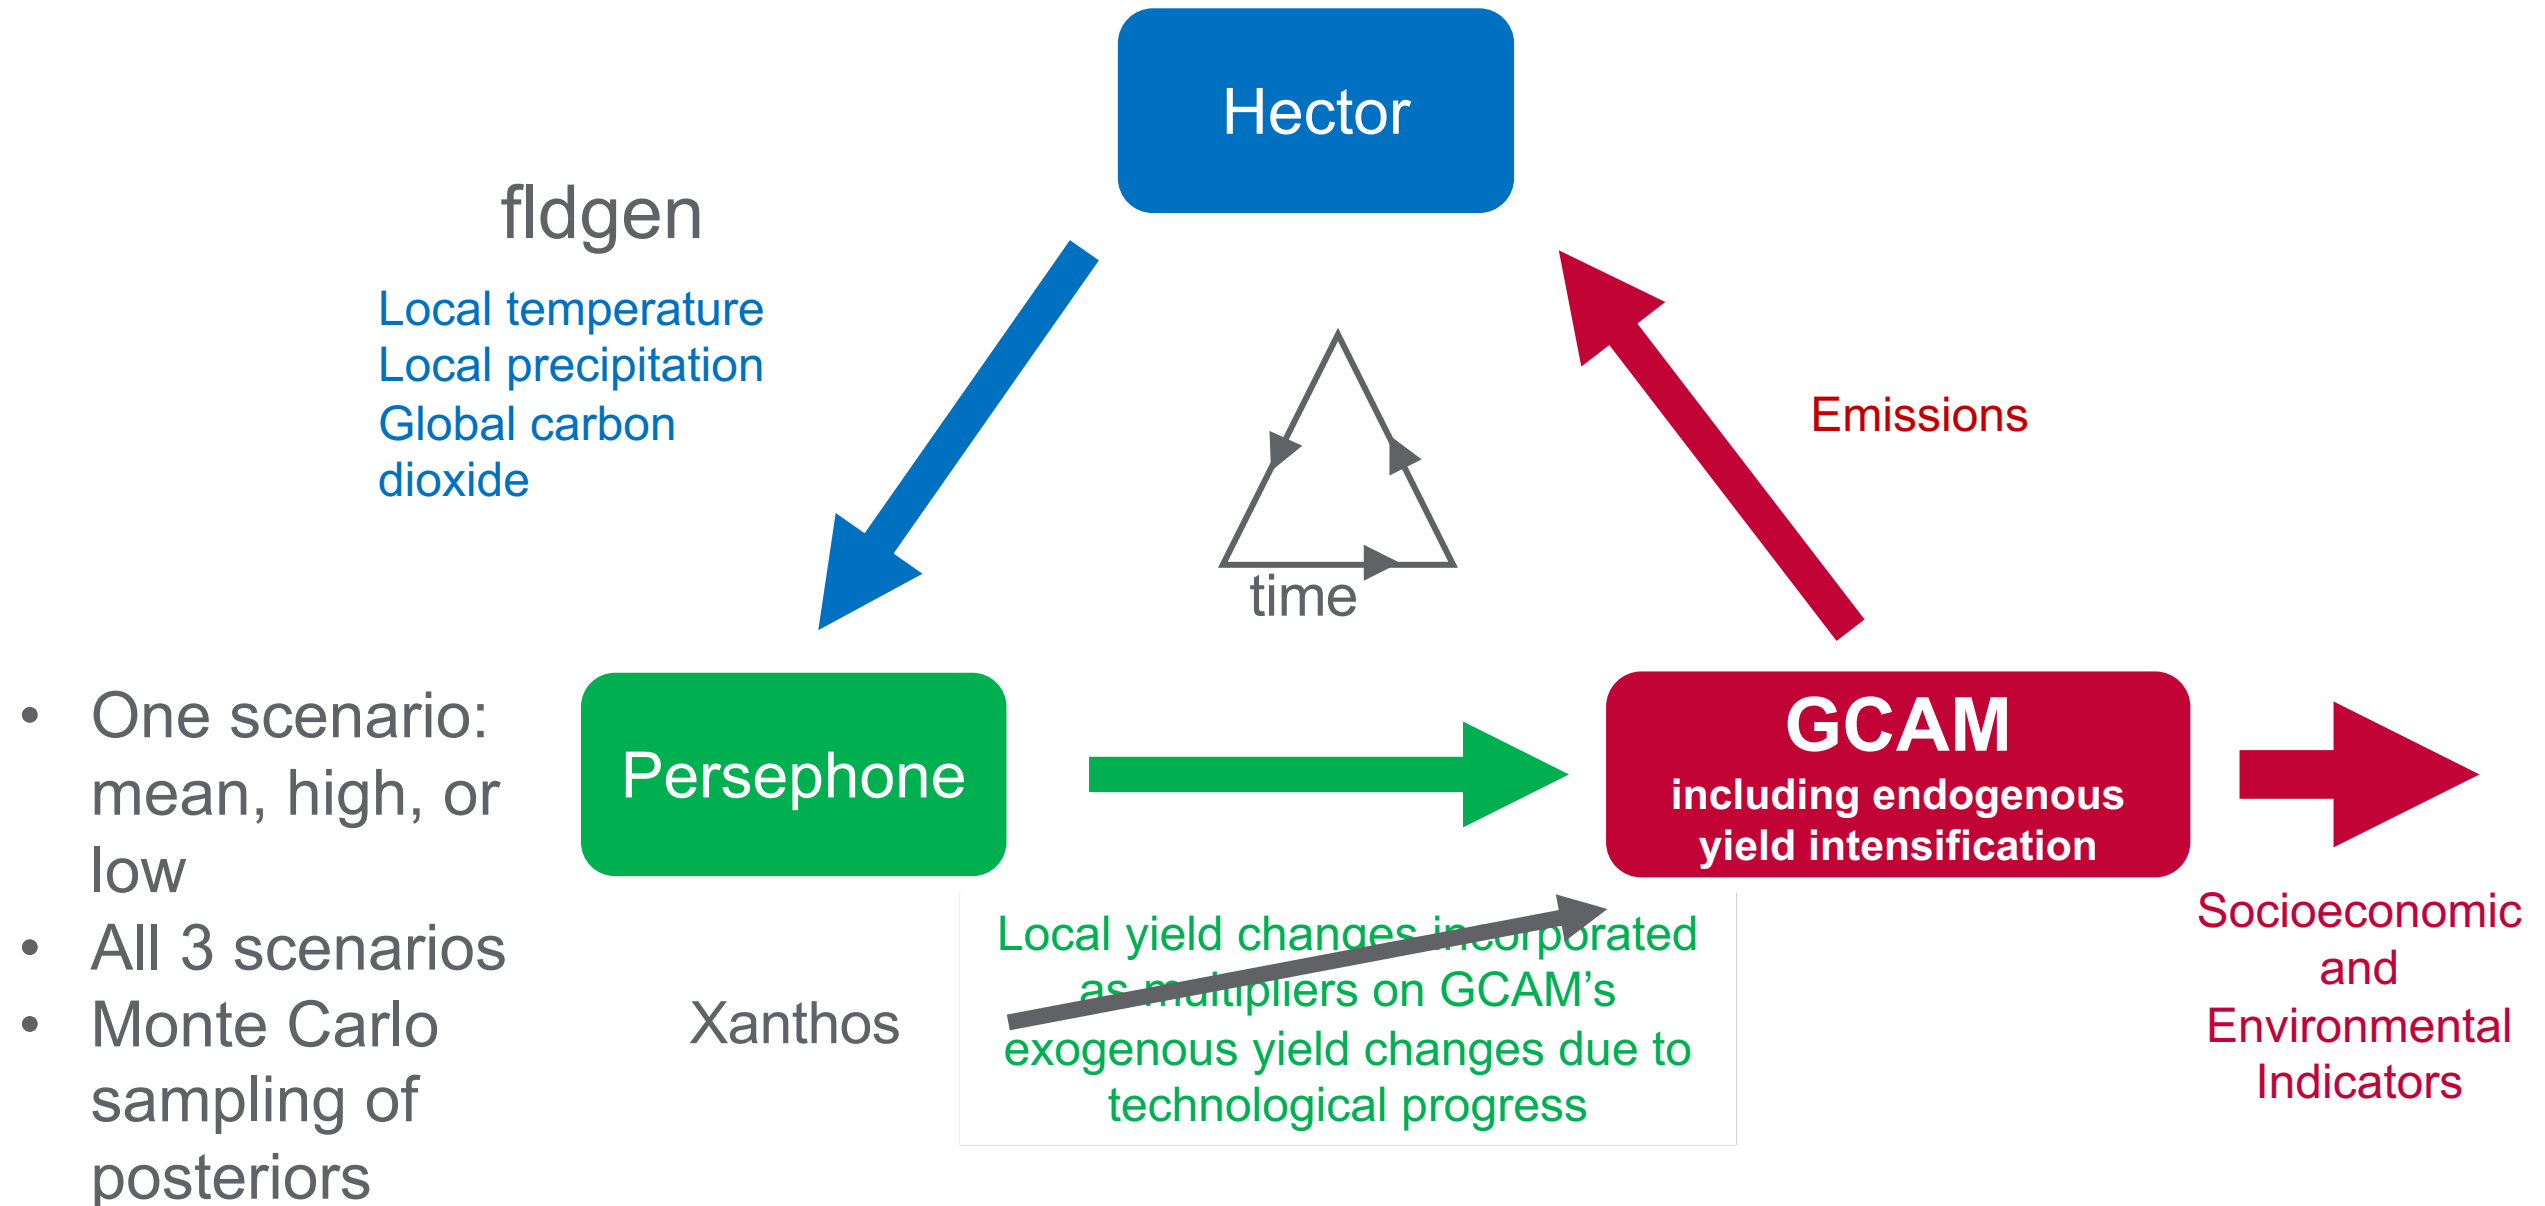 Hector
fldgen
Local temperature
Local precipitation
Global carbon
dioxide
Emissions
time
• One scenario:
mean, high, or
low
• All 3 scenarios
• Monte Carlo
sampling of
posteriors
Persephone
GCAM
including endogenous
yield intensification
Xanthos
Local yield changes incorporated
as multipliers on GCAM’s
exogenous yield changes due to
technological progress
Socioeconomic
and
Environmental
Indicators